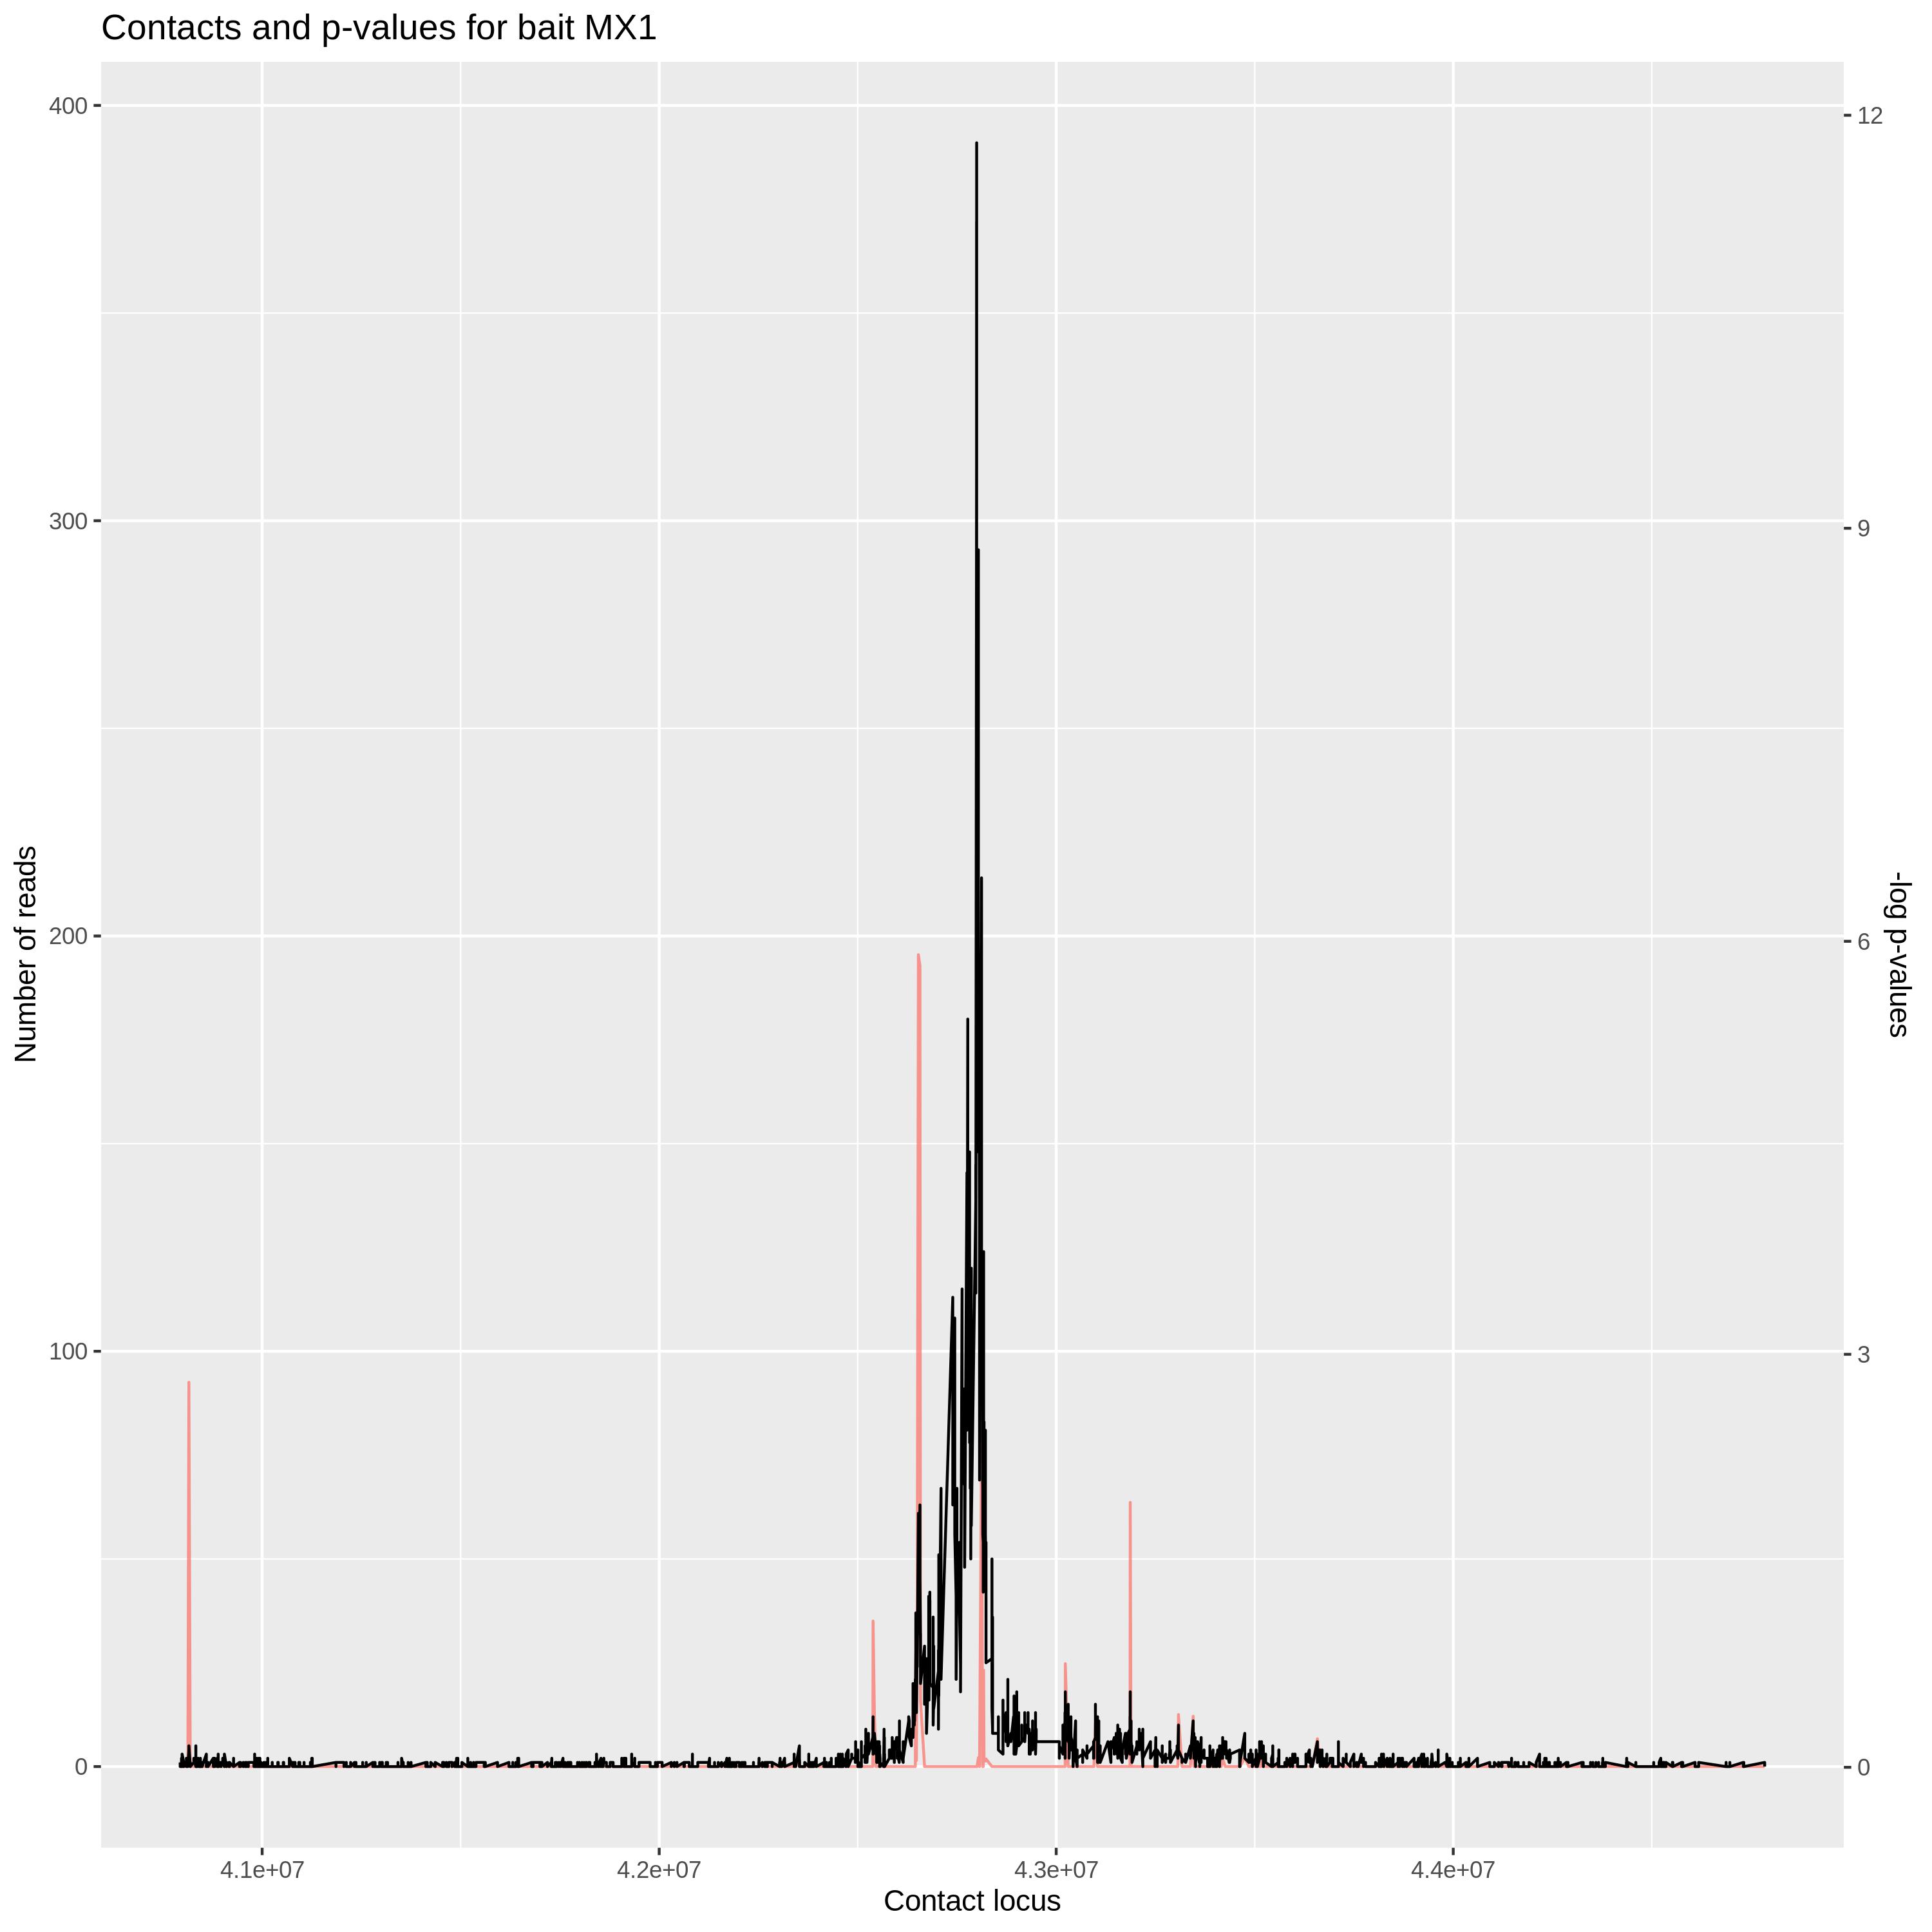 Contacts and p-values for bait MX1
400
300
200
100
0
Number of reads
12
9
6
3
0
-log p-values
4.1e+07
4.2e+07
4.3e+07
4.4e+07
Contact locus